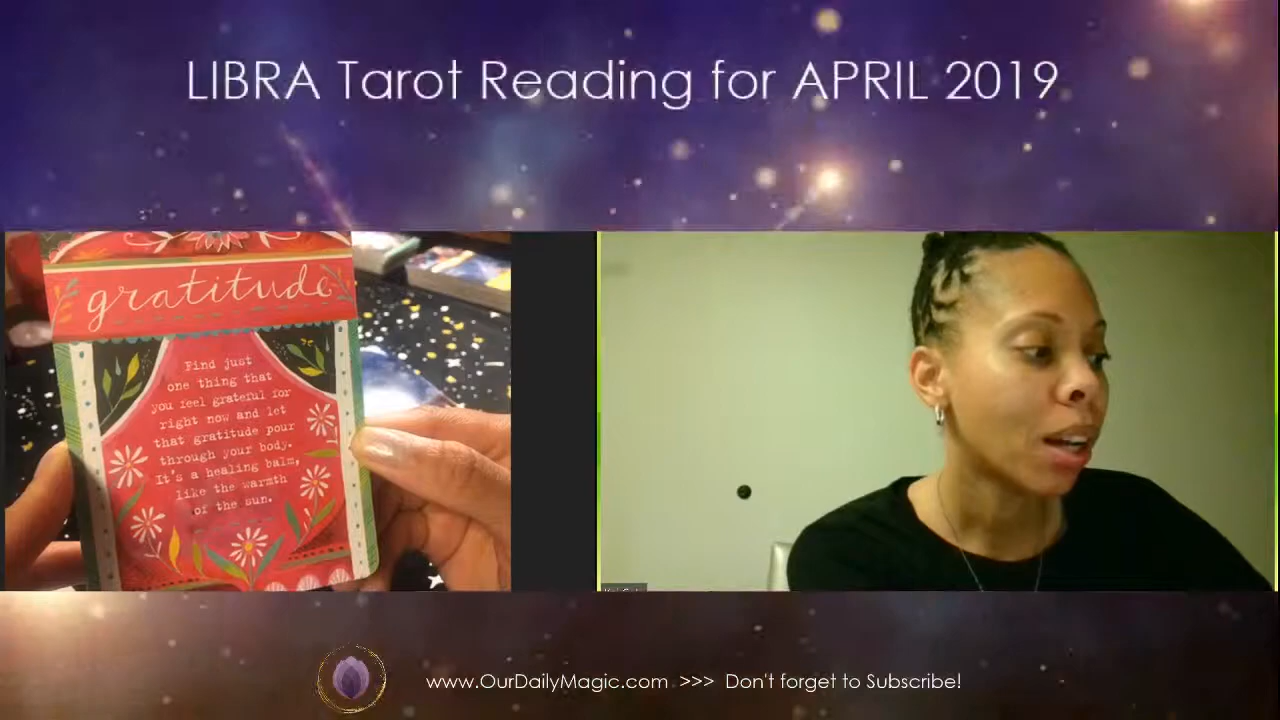 LIBRA Tarot Reading for APRIL 2019
gratitude
Find just
one thing that
you feel grateful for
right now and let
that gratitude pour
through your body.
It's a healing balm,
like the warmth
of the sun.
www.OurDailyMagic.com >>> Don't forget to Subscribe!